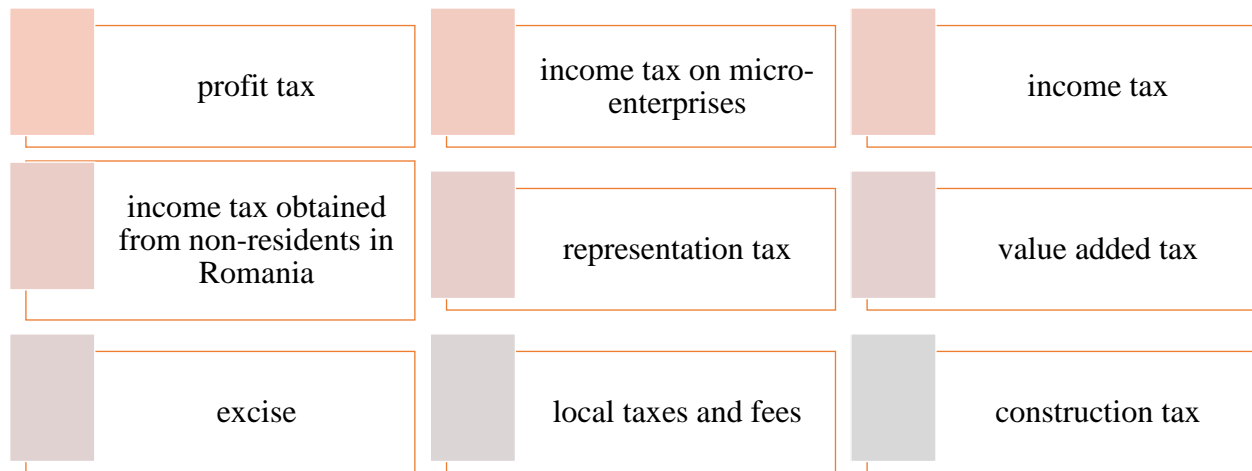 profit tax
income tax on micro-
enterprises
income tax
income tax obtained
from non-residents in
Romania
representation tax
value added tax
excise
local taxes and fees
construction tax